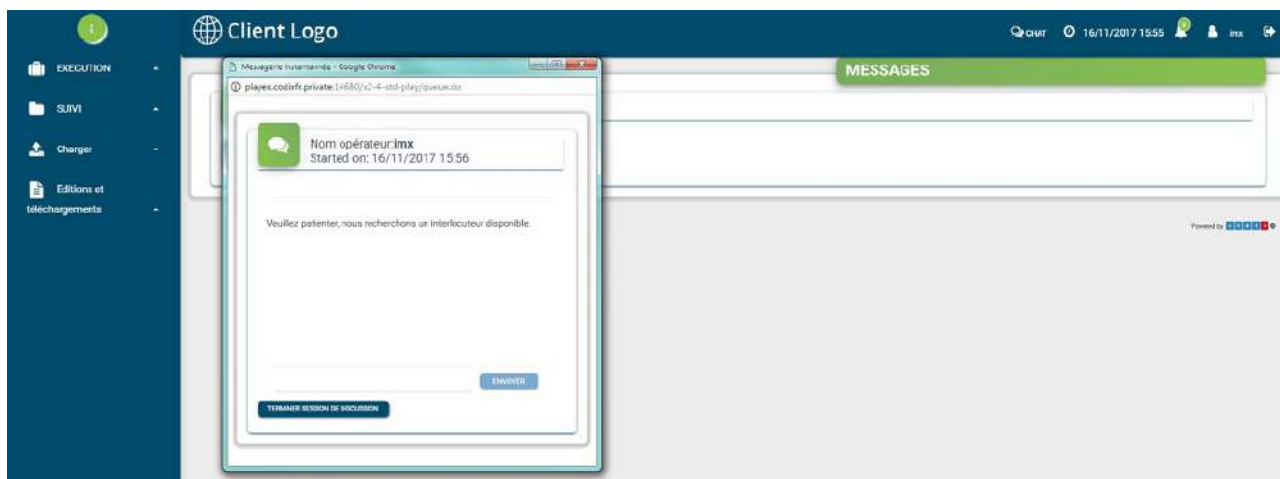 Client Logo
CHAT
16/11/2017 15:55
imx
EXECUTION
SUIVI
Charger
Editions et
téléchargements
Messagerie Instantannée - Google Chrome
playex.codixfr.private:14680/x2-4-std-play/queue.do
MESSAGES
Nom opérateur:imx
Started on: 16/11/2017 15:56
Veuillez patienter, nous recherchons un interlocuteur disponible.
ENVOYER
TERMINER SESSION DE DISCUSSION
Powered by